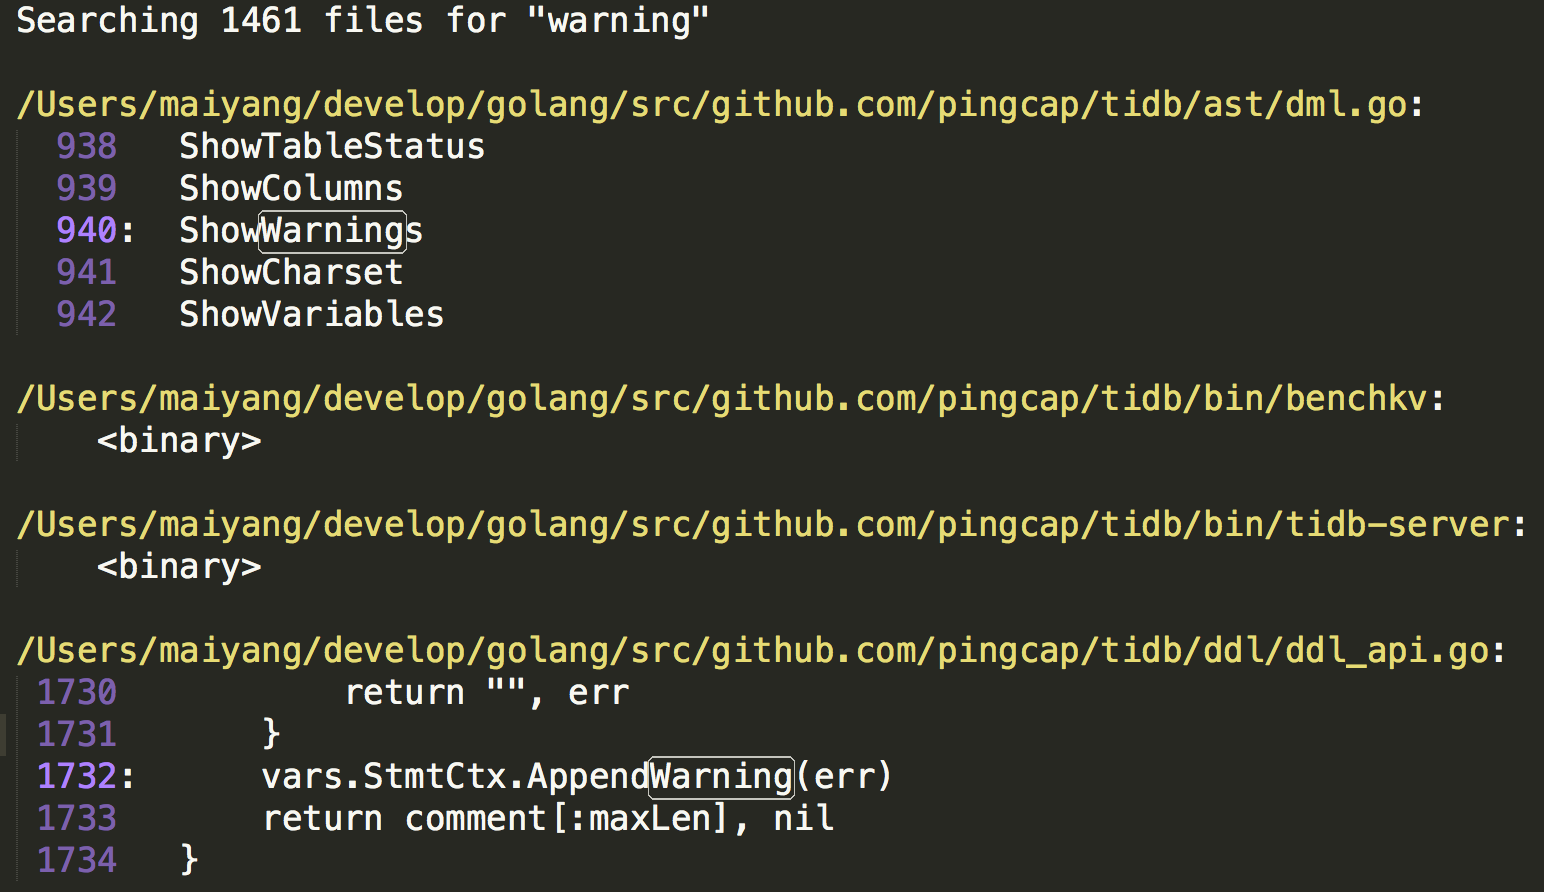 Searching 1461 files for "warning"
/Users/maiyang/develop/golang/src/github.com/pingcap/tidb/ast/dml.go:
938 ShowTableStatus
939 ShowColumns
940: ShowWarnings
941 ShowCharset
942 ShowVariables
/Users/maiyang/develop/golang/src/github.com/pingcap/tidb/bin/benchkv:
<binary>
/Users/maiyang/develop/golang/src/github.com/pingcap/tidb/bin/tidb-server:
<binary>
/Users/maiyang/develop/golang/src/github.com/pingcap/tidb/ddl/ddl_api.go:
1730 return "", err
1731 }
1732: vars.StmtCtx.AppendWarning(err)
1733 return comment[:maxLen], nil
1734 }